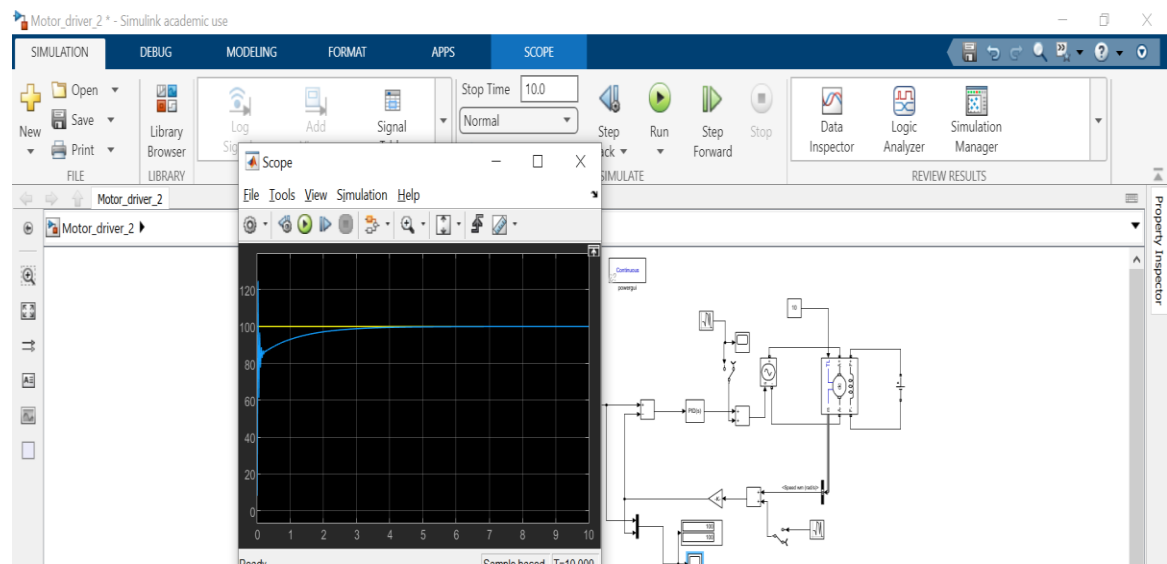 Motor_driver_2 * - Simulink academic use
SIMULATION DEBUG MODELING FORMAT APPS SCOPE
New
Open
Save
Print
FILE
Library
Browser
LIBRARY
Log
Add
Signal
Stop Time 10.0
Normal
Step
Run
Step
Forward
Stop
SIMULATE
Data
Inspector
Logic
Analyzer
Simulation
Manager
REVIEW RESULTS
Motor_driver_2
Motor_driver_2
Property Inspector
Scope
File Tools View Simulation Help
120
100
80
60
40
20
0
0 1 2 3 4 5 6 7 8 9 10
Ready
Sample based T=10.000
Continuous
powergui
10
PID(s)
<Speed wm (rad/s)>
100
100